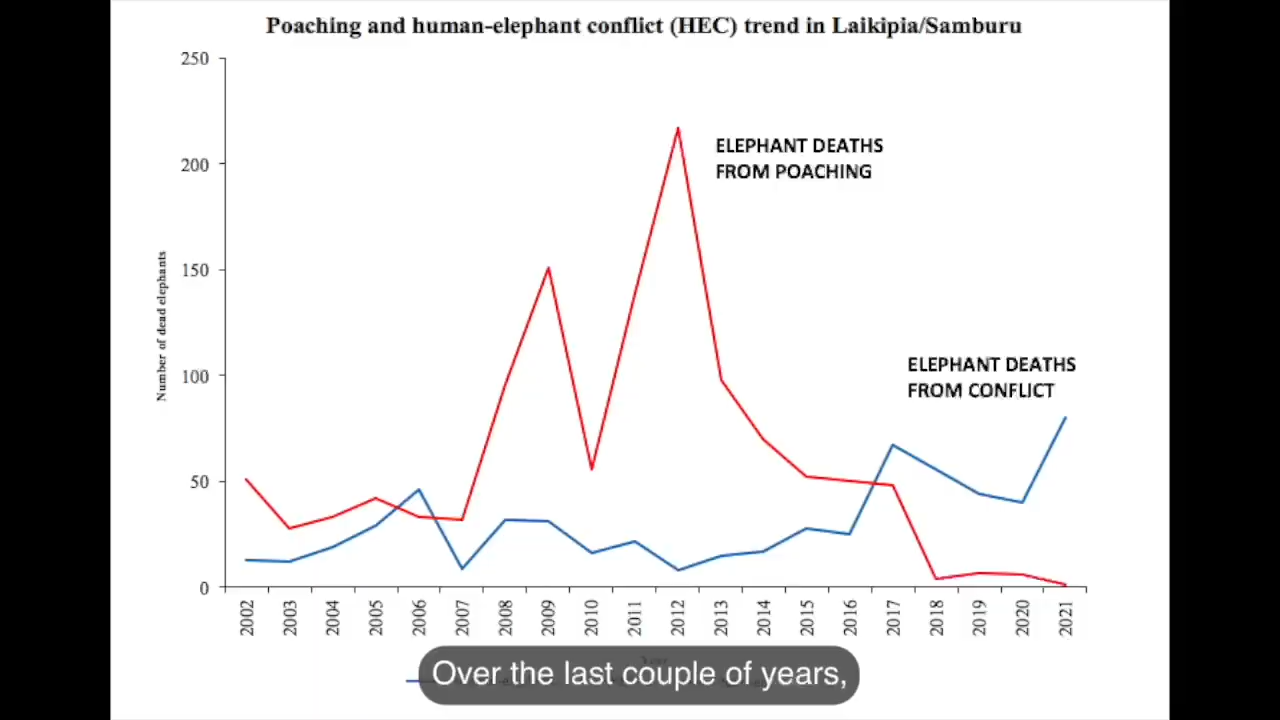 Poaching and human-elephant conflict (HEC) trend in Laikipia/Samburu
250
200
150
100
50
0
Number of dead elephants
ELEPHANT DEATHS
FROM POACHING
ELEPHANT DEATHS
FROM CONFLICT
2002 2003 2004 2005 2006 2007 2008 2009 2010 2011 2012 2013 2014 2015 2016 2017 2018 2019 2020 2021
Over the last couple of years,